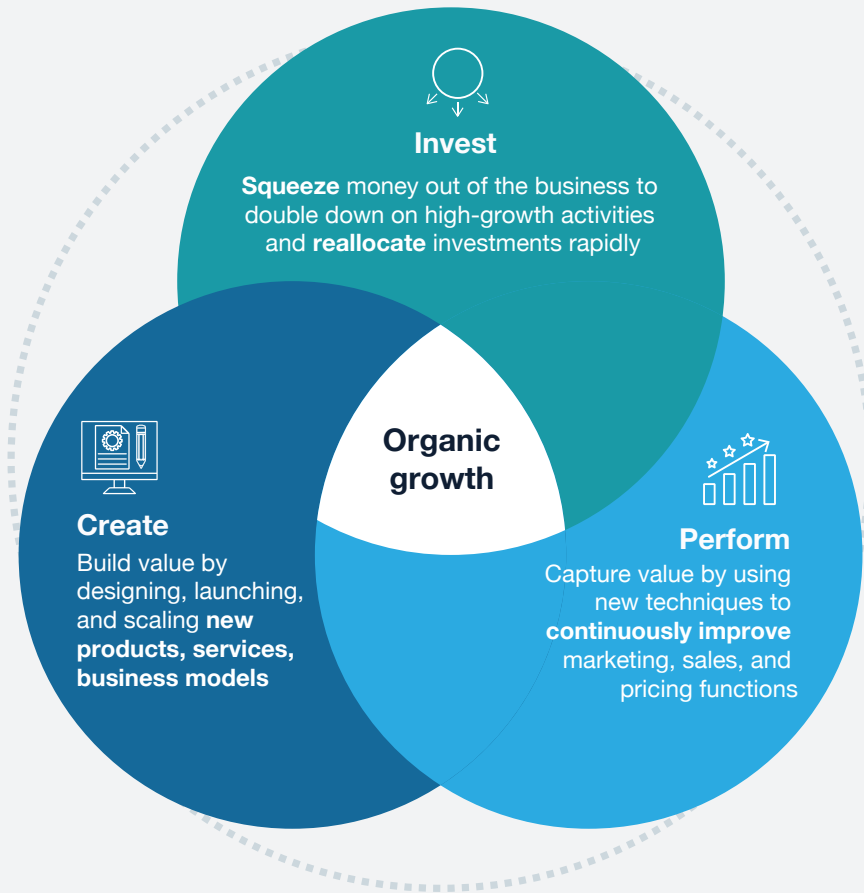 Invest
Squeeze money out of the business to
double down on high-growth activities
and reallocate investments rapidly
Organic
growth
Create
Build value by
designing, launching,
and scaling new
products, services,
business models
Perform
Capture value by using
new techniques to
continuously improve
marketing, sales, and
pricing functions